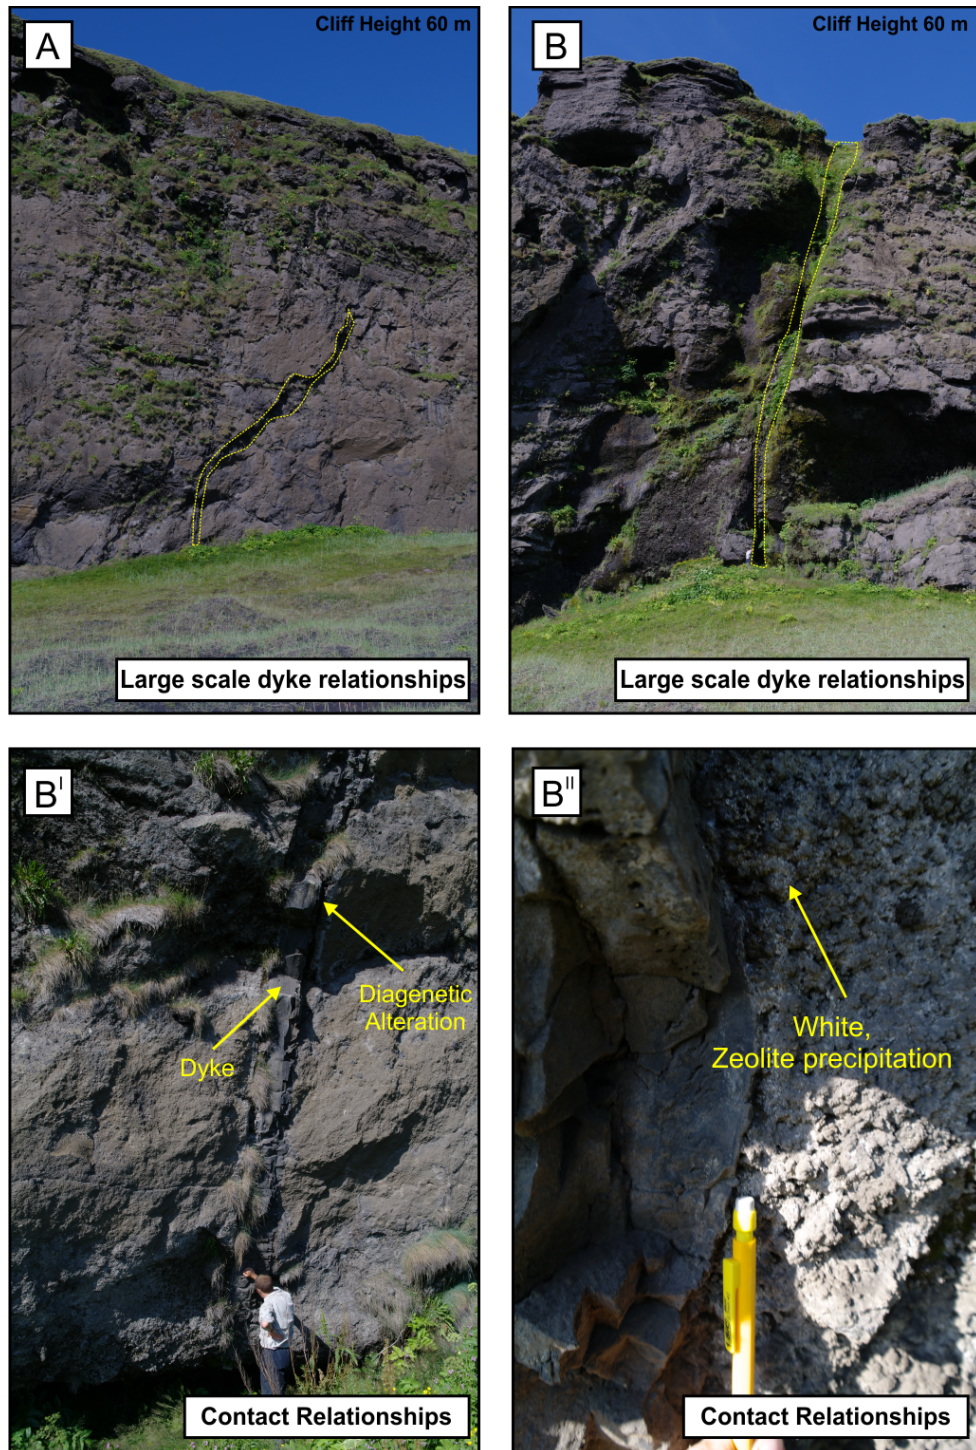 A
Cliff Height 60 m
Large scale dyke relationships
B
Cliff Height 60 m
Large scale dyke relationships
B^I
Diagenetic
Alteration
Dyke
Contact Relationships
B^II
White,
Zeolite precipitation
Contact Relationships